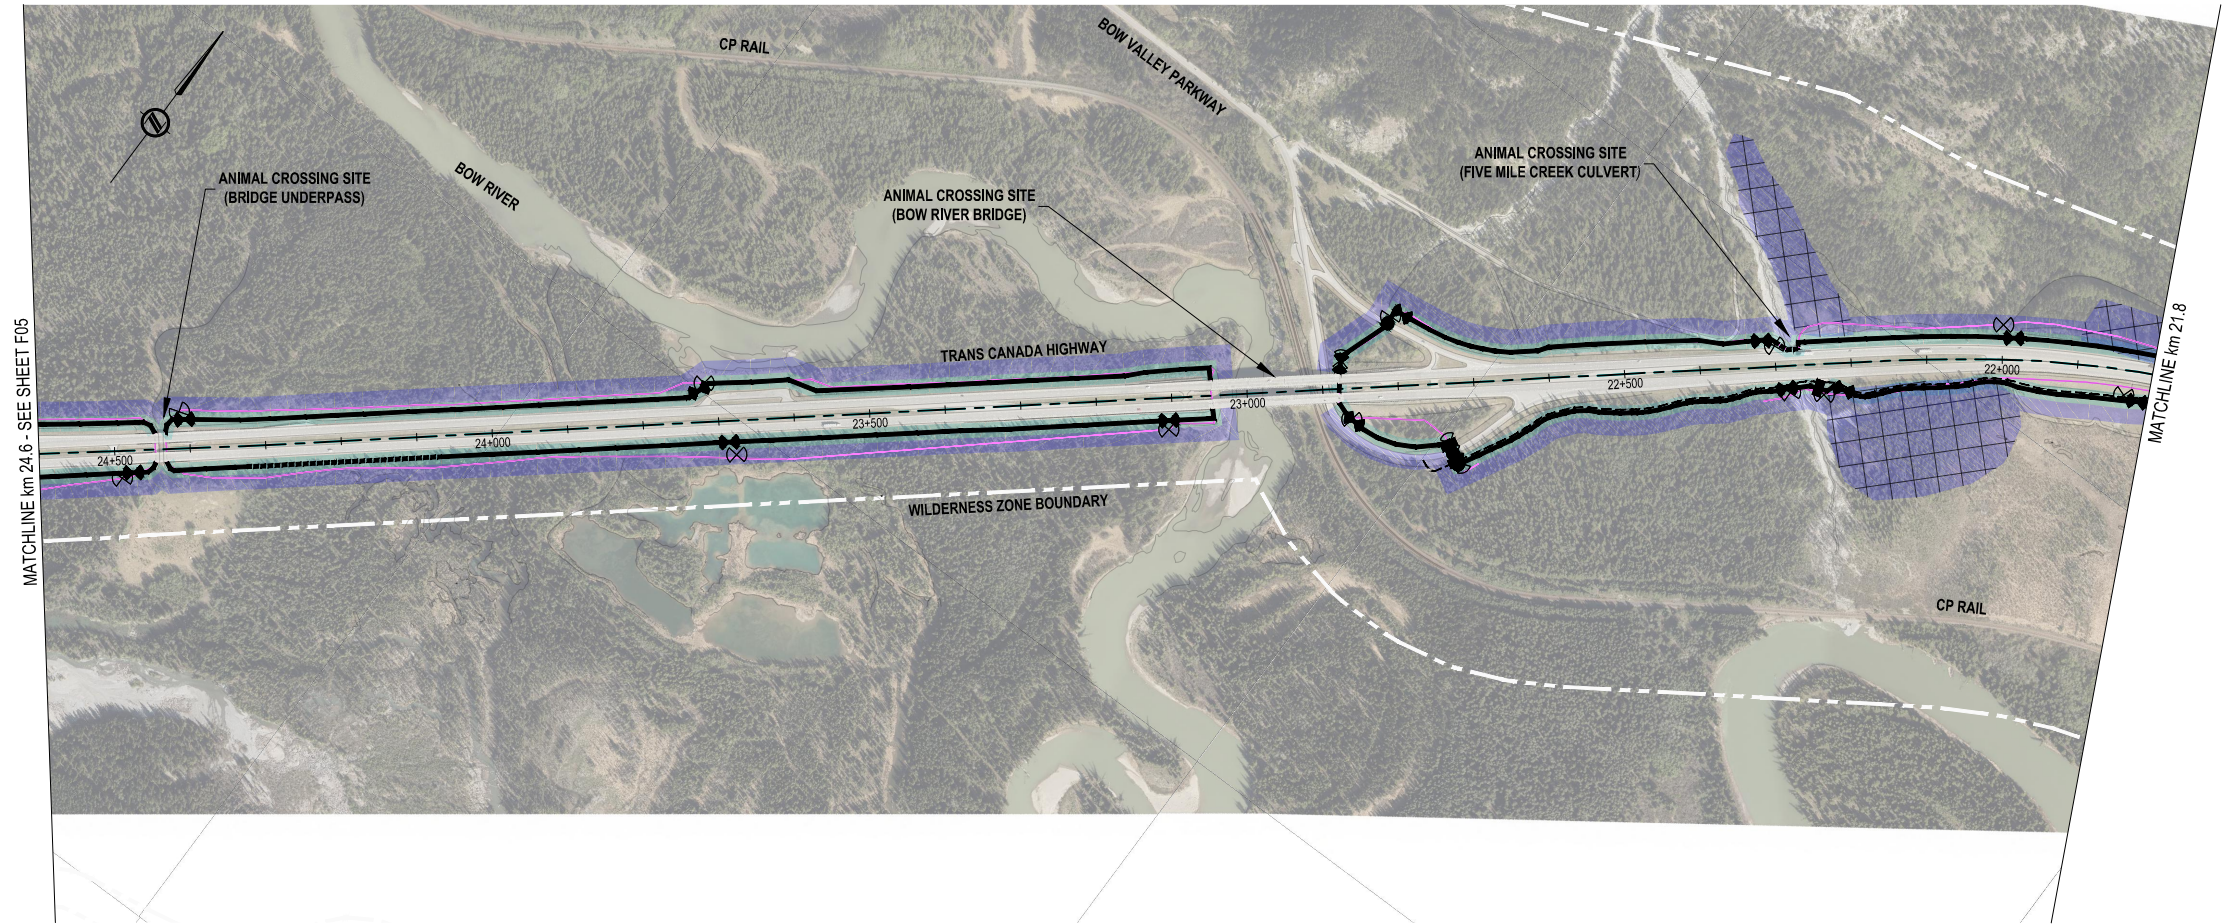 CP RAIL
BOW VALLEY PARKWAY
ANIMAL CROSSING SITE
(BRIDGE UNDERPASS)
BOW RIVER
ANIMAL CROSSING SITE
(BOW RIVER BRIDGE)
ANIMAL CROSSING SITE
(FIVE MILE CREEK CULVERT)
MATCHLINE km 24.6 - SEE SHEET F05
TRANS CANADA HIGHWAY
MATCHLINE km 21.8
24+500
24+000
23+500
23+000
22+500
22+000
WILDERNESS ZONE BOUNDARY
CP RAIL